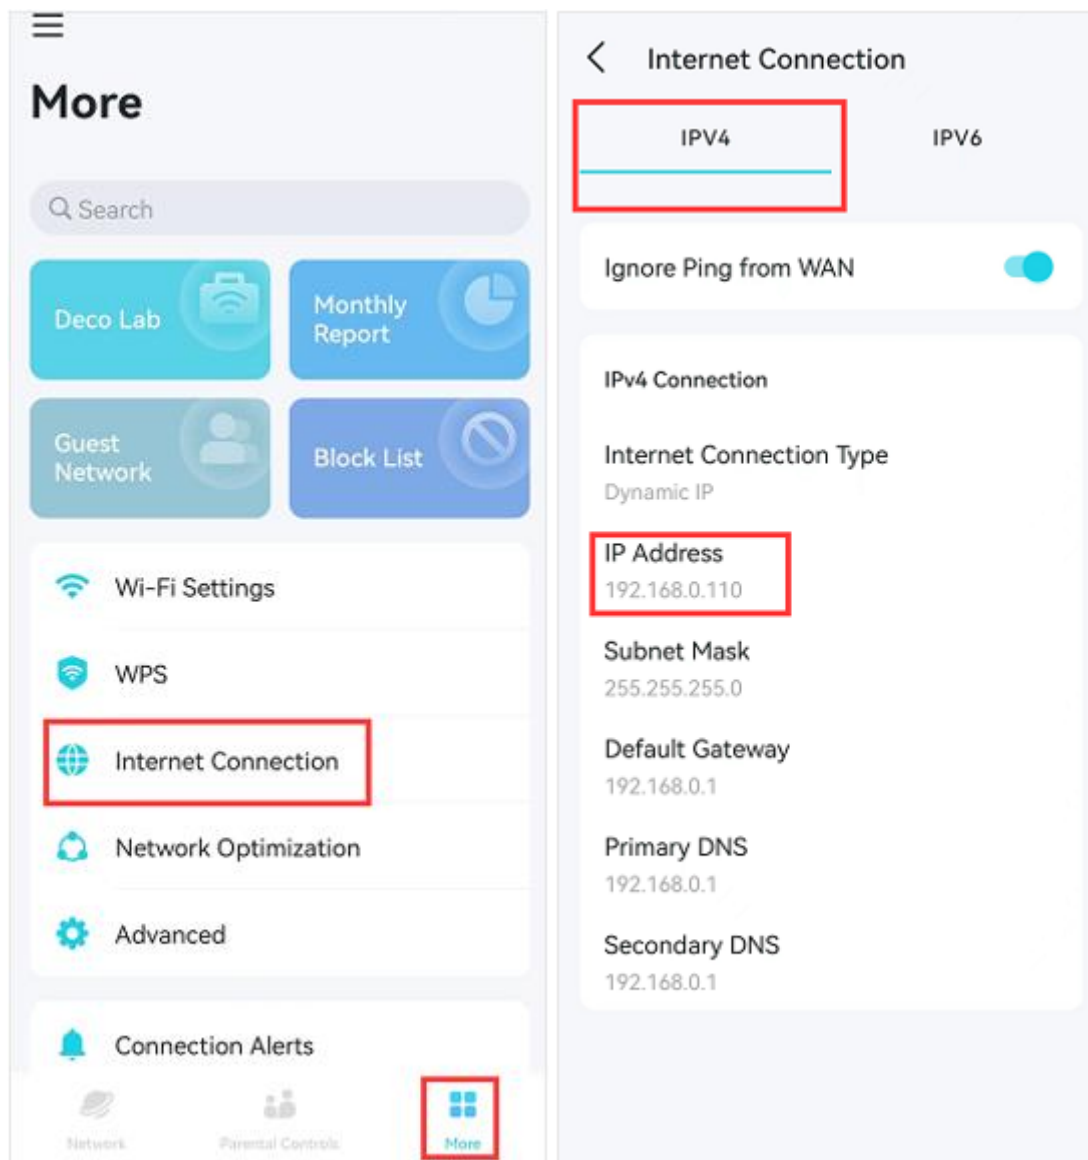 More
Search
Deco Lab
Monthly
Report
Guest
Network
Block List
Wi-Fi Settings
WPS
Internet Connection
Network Optimization
Advanced
Connection Alerts
Network
Parental Controls
More
Internet Connection
IPV4
IPV6
Ignore Ping from WAN
IPv4 Connection
Internet Connection Type
Dynamic IP
IP Address
192.168.0.110
Subnet Mask
255.255.255.0
Default Gateway
192.168.0.1
Primary DNS
192.168.0.1
Secondary DNS
192.168.0.1